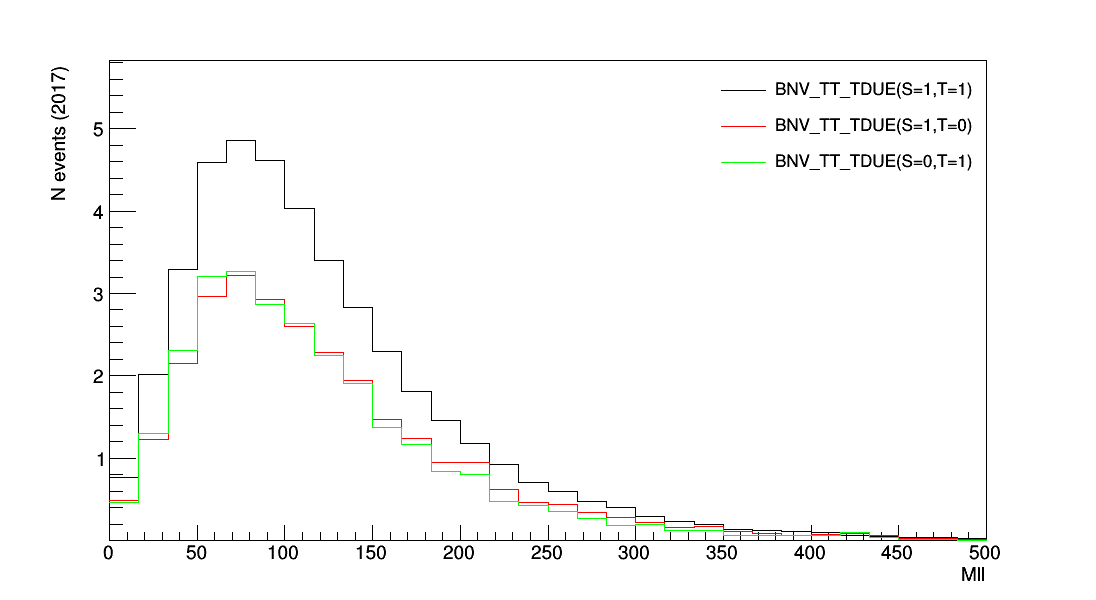 N events (2017)
BNV_TT_TDUE(S=1,T=1)
BNV_TT_TDUE(S=1,T=0)
BNV_TT_TDUE(S=0,T=1)
5
4
3
2
1
0 50 100 150 200 250 300 350 400 450 500
Mll